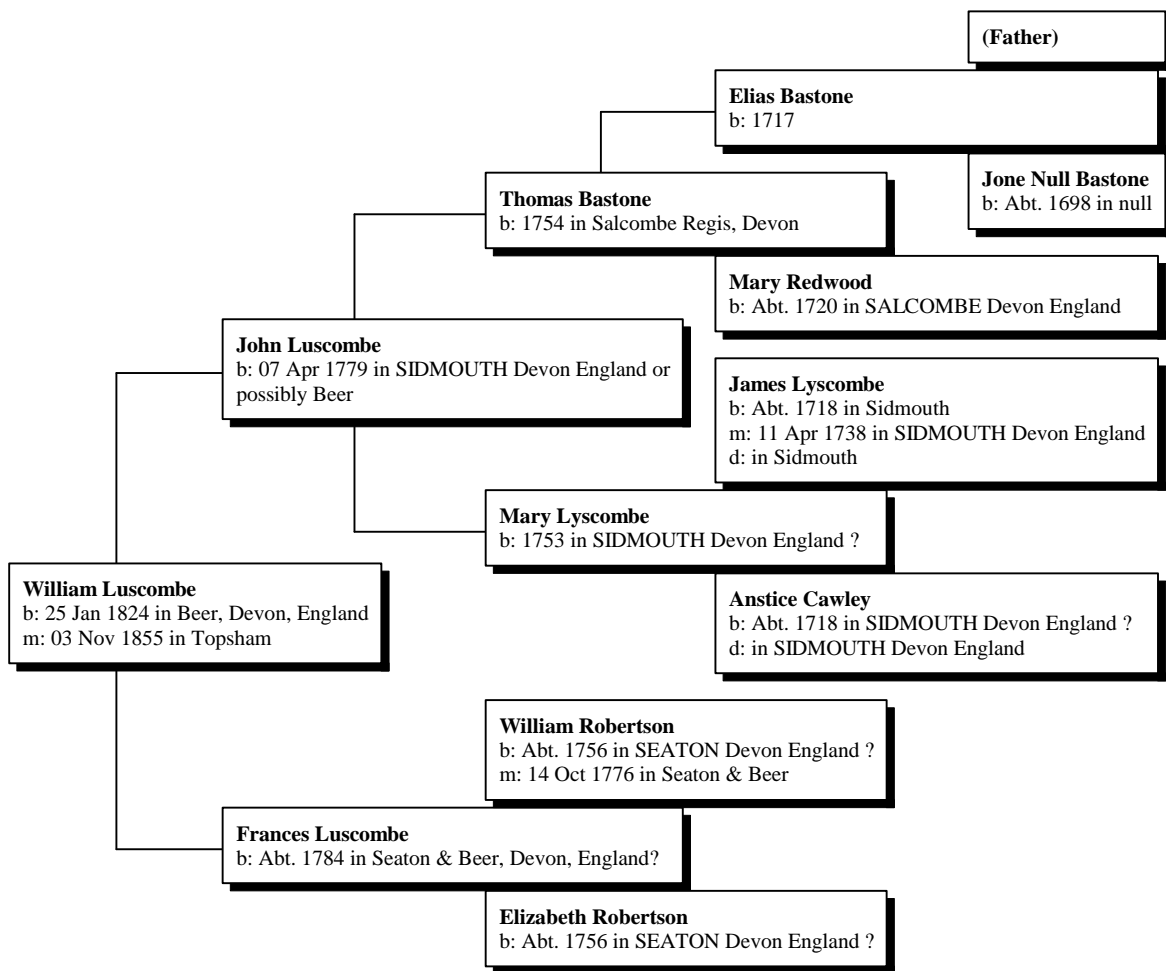 (Father)
Elias Bastone
b: 1717
Jone Null Bastone
b: Abt. 1698 in null
Thomas Bastone
b: 1754 in Salcombe Regis, Devon
Mary Redwood
b: Abt. 1720 in SALCOMBE Devon England
John Luscombe
b: 07 Apr 1779 in SIDMOUTH Devon England or
possibly Beer
James Lyscombe
b: Abt. 1718 in Sidmouth
m: 11 Apr 1738 in SIDMOUTH Devon England
d: in Sidmouth
Mary Lyscombe
b: 1753 in SIDMOUTH Devon England ?
William Luscombe
b: 25 Jan 1824 in Beer, Devon, England
m: 03 Nov 1855 in Topsham
Anstice Cawley
b: Abt. 1718 in SIDMOUTH Devon England ?
d: in SIDMOUTH Devon England
William Robertson
b: Abt. 1756 in SEATON Devon England ?
m: 14 Oct 1776 in Seaton & Beer
Frances Luscombe
b: Abt. 1784 in Seaton & Beer, Devon, England?
Elizabeth Robertson
b: Abt. 1756 in SEATON Devon England ?